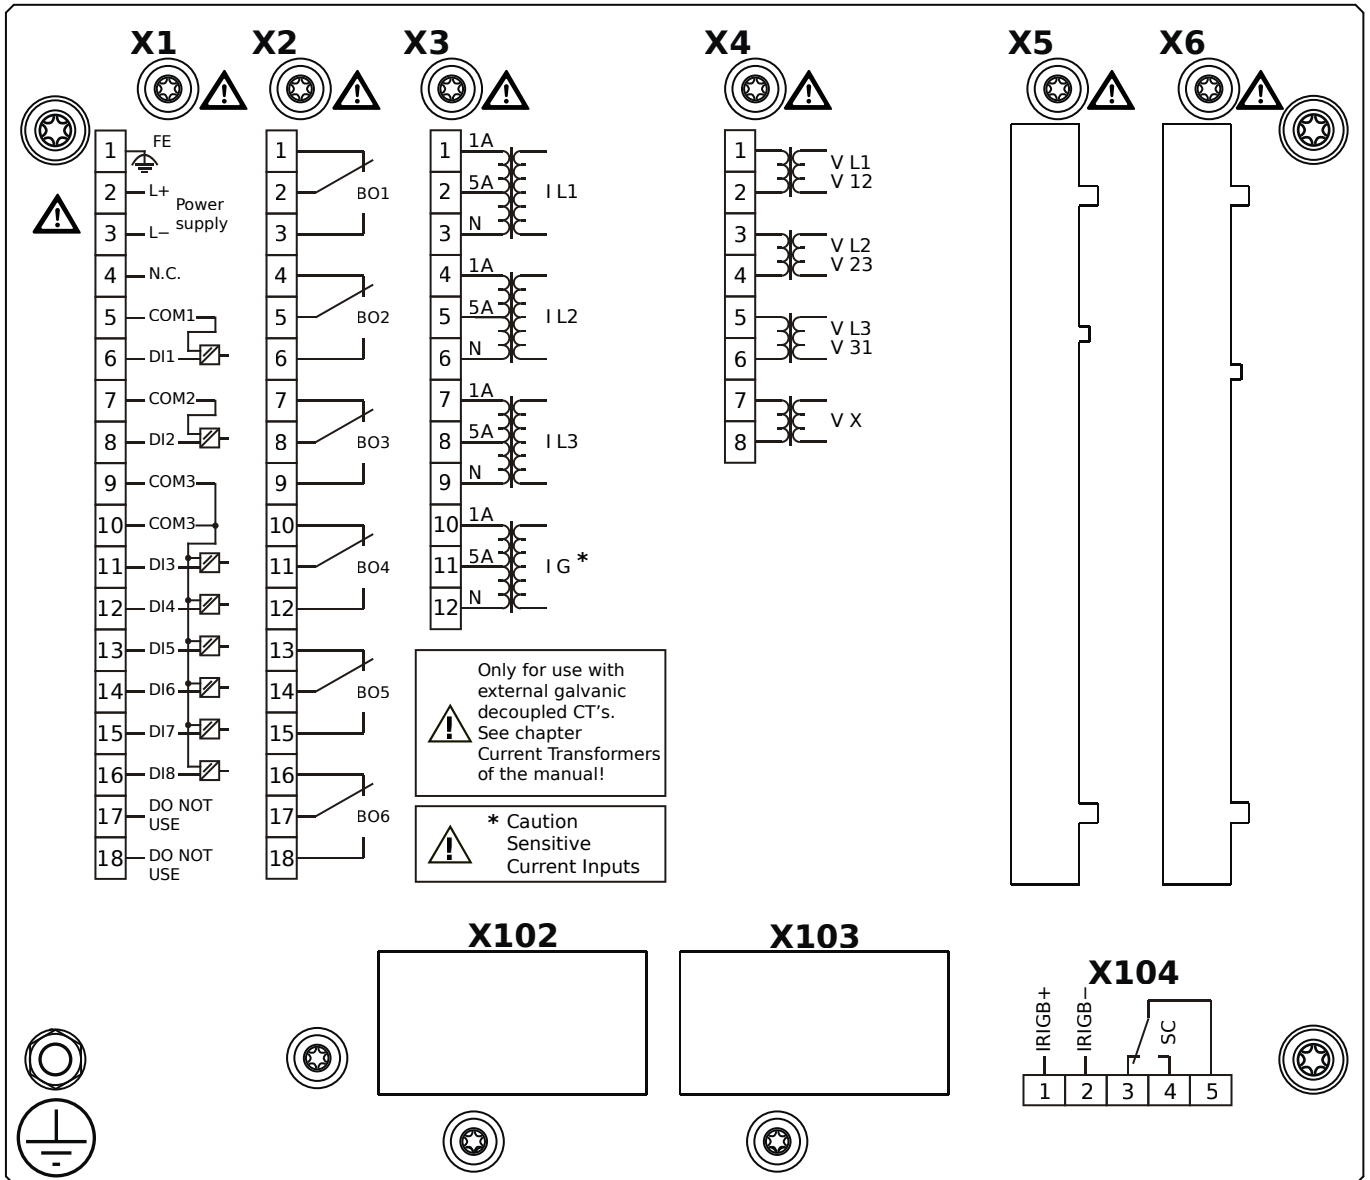 X1 X2 X3 X4 X5 X6
1 FE
2 L+
Power
supply
3 L−
4 N.C.
5 COM1
6 DI1
7 COM2
8 DI2
9 COM3
10 COM3
11 DI3
12 DI4
13 DI5
14 DI6
15 DI7
16 DI8
17 DO NOT
USE
18 DO NOT
USE
1
2 BO1
3
4
5 BO2
6
7
8 BO3
9
10
11 BO4
12
13
14 BO5
15
16
17 BO6
18
1 1A
2 5A I L1
3 N
4 1A
5 5A I L2
6 N
7 1A
8 5A I L3
9 N
10 1A
11 5A I G *
12 N
Only for use with
external galvanic
decoupled CT's.
See chapter
Current Transformers
of the manual!
* Caution
Sensitive
Current Inputs
1 V L1
2 V 12
3 V L2
4 V 23
5 V L3
6 V 31
7 V X
8
X102
X103
X104
IRIGB+
IRIGB−
SC
1 2 3 4 5